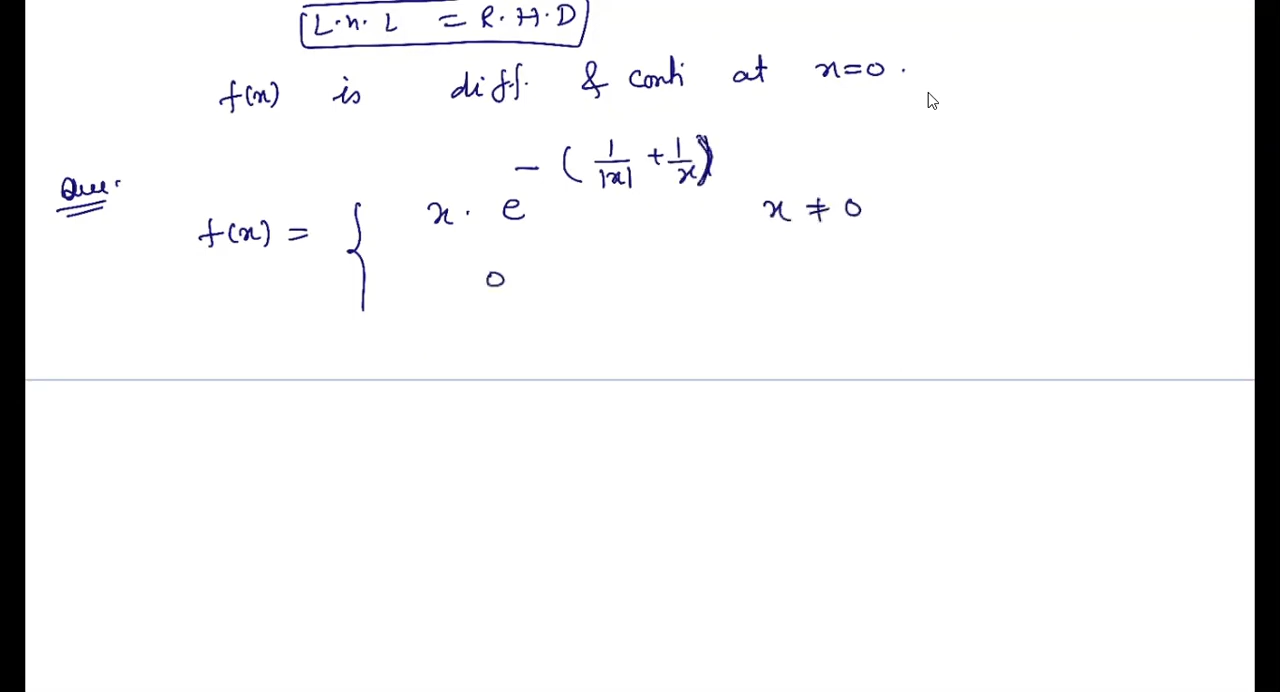 L.H.L = R.H.D
f(x) is diff. & conti at x=0.
Que.
f(x) = { x. e^{-(1/|x| + 1/x)} x ≠ 0
0